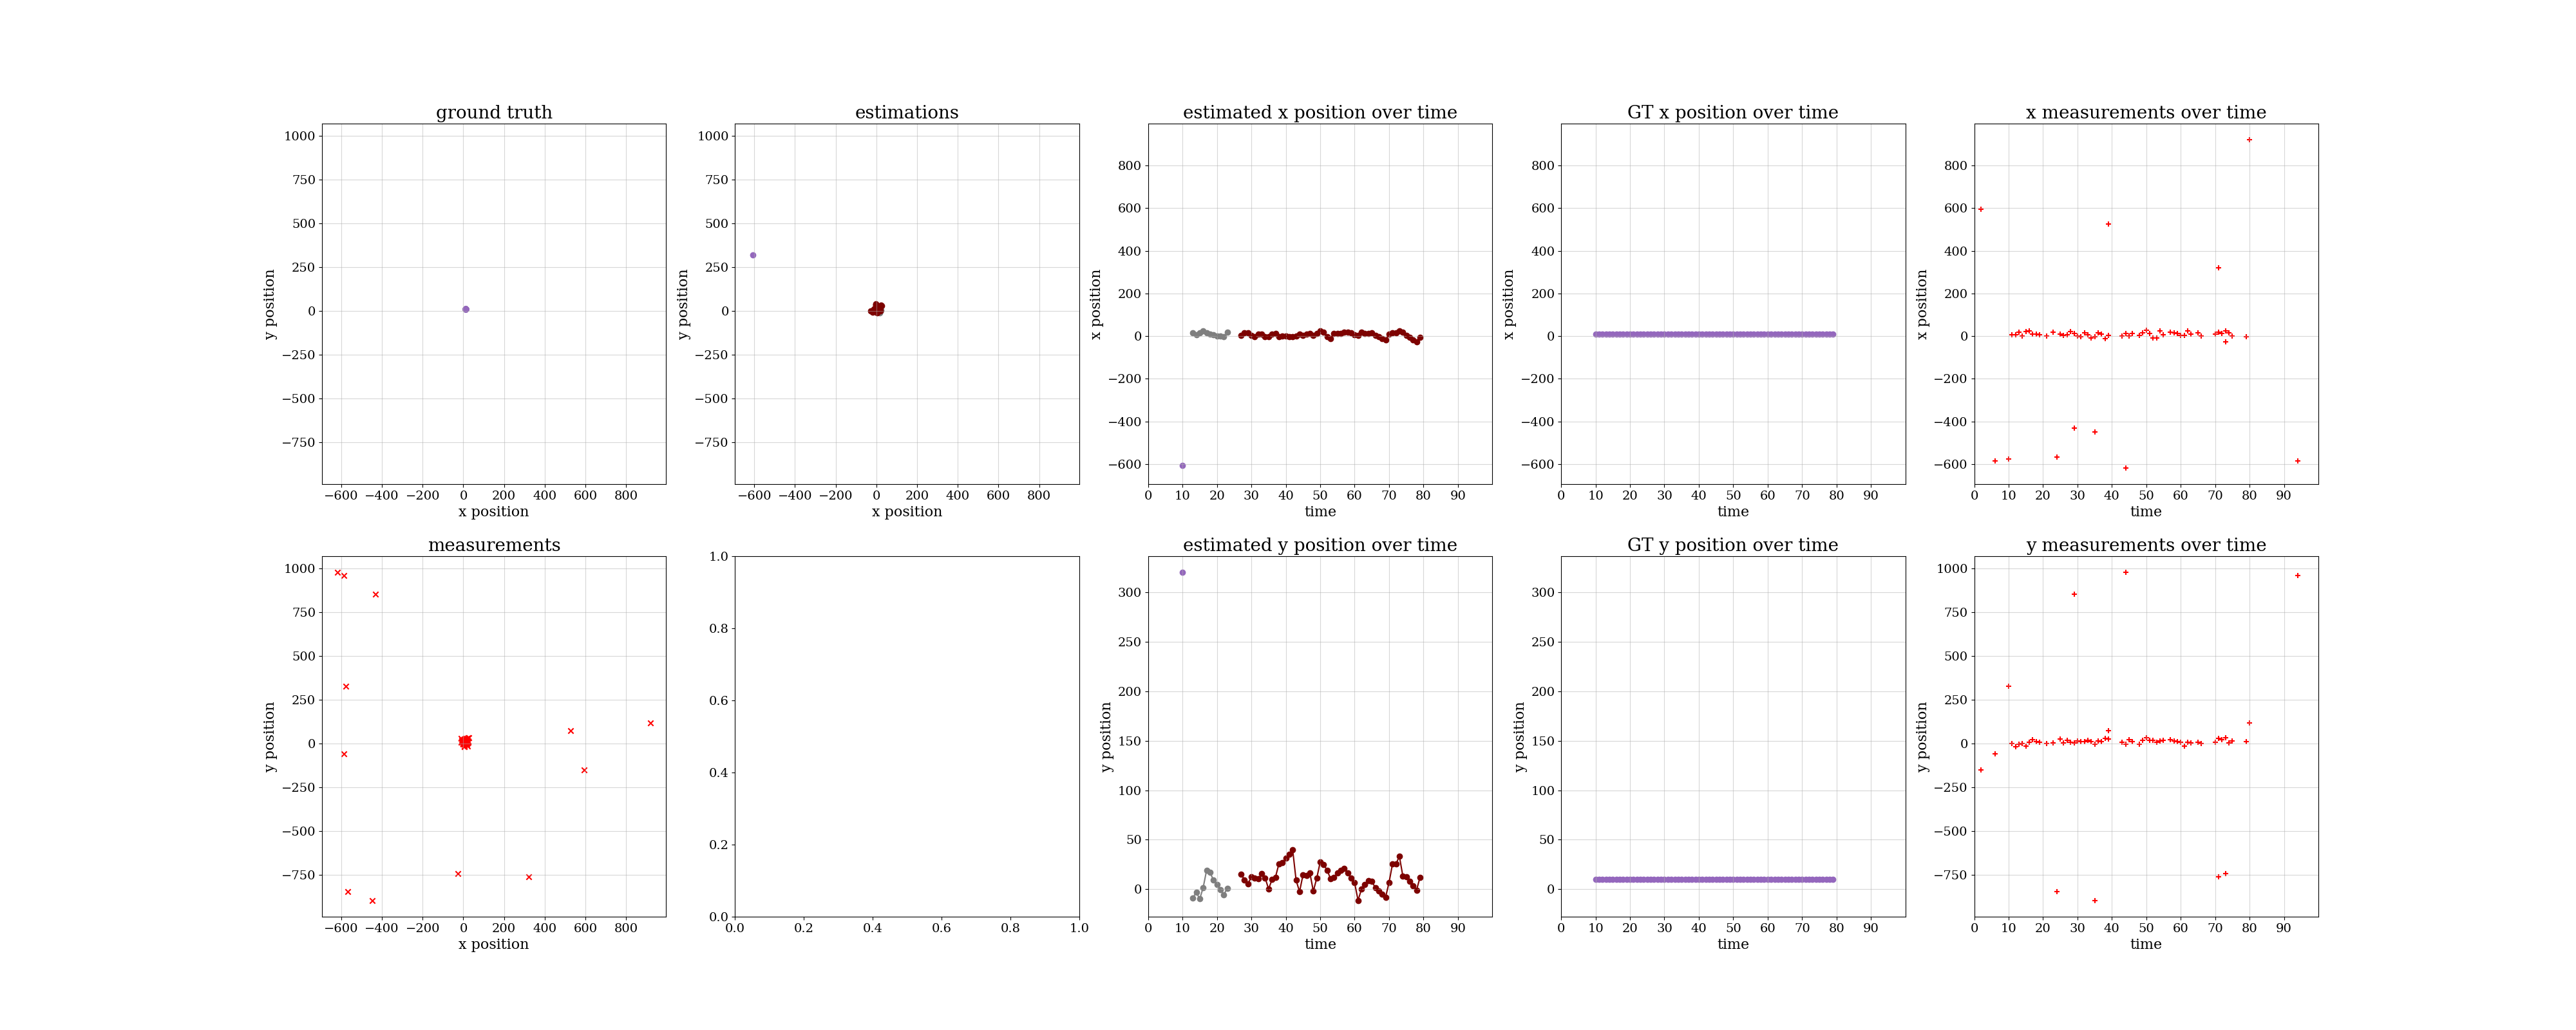 ground truth
estimations
estimated x position over time
GT x position over time
x measurements over time
1000
750
500
250
0
−250
−500
−750
y position
−600 −400 −200 0 200 400 600 800
x position
1000
750
500
250
0
−250
−500
−750
y position
−600 −400 −200 0 200 400 600 800
x position
800
600
400
200
0
−200
−400
−600
x position
0 10 20 30 40 50 60 70 80 90
time
800
600
400
200
0
−200
−400
−600
x position
0 10 20 30 40 50 60 70 80 90
time
800
600
400
200
0
−200
−400
−600
x position
0 10 20 30 40 50 60 70 80 90
time
measurements
estimated y position over time
GT y position over time
y measurements over time
1000
750
500
250
0
−250
−500
−750
y position
−600 −400 −200 0 200 400 600 800
x position
1.0
0.8
0.6
0.4
0.2
0.0
0.0 0.2 0.4 0.6 0.8 1.0
300
250
200
150
100
50
0
y position
0 10 20 30 40 50 60 70 80 90
time
300
250
200
150
100
50
0
y position
0 10 20 30 40 50 60 70 80 90
time
1000
750
500
250
0
−250
−500
−750
y position
0 10 20 30 40 50 60 70 80 90
time